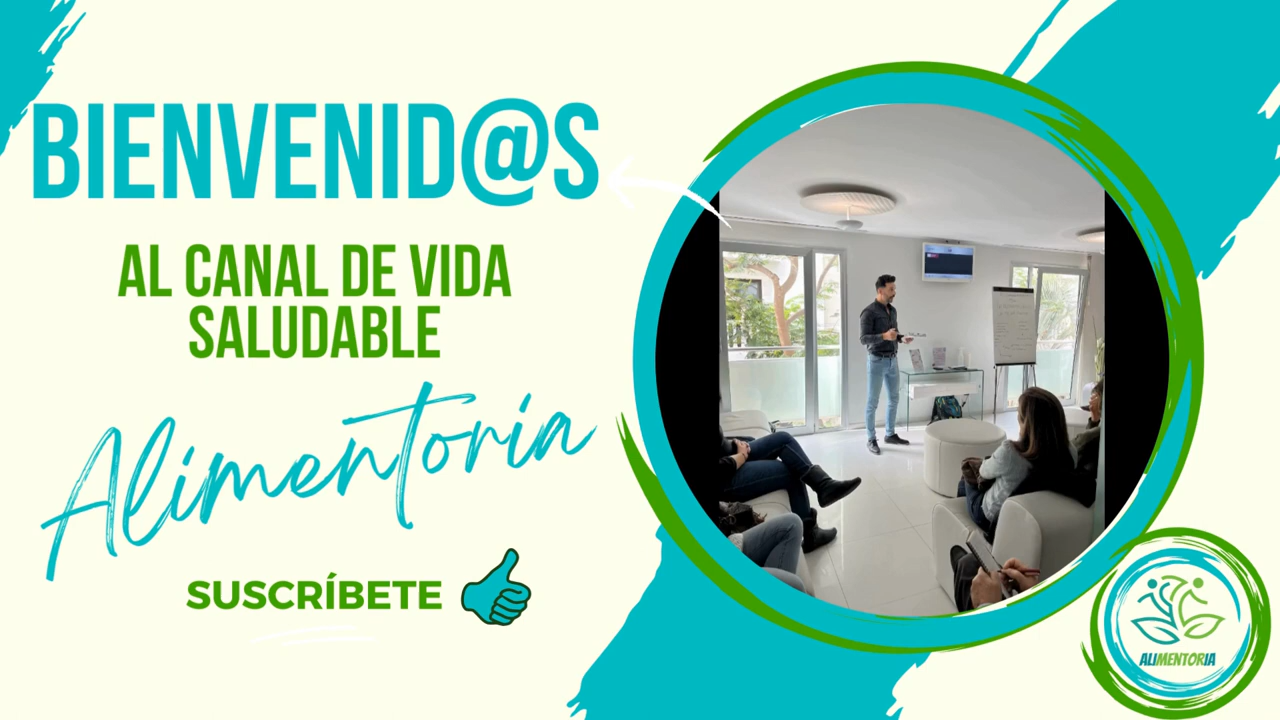 BIENVENID@S
AL CANAL DE VIDA
SALUDABLE
Alimentoria
SUSCRÍBETE
ALIMENTORIA